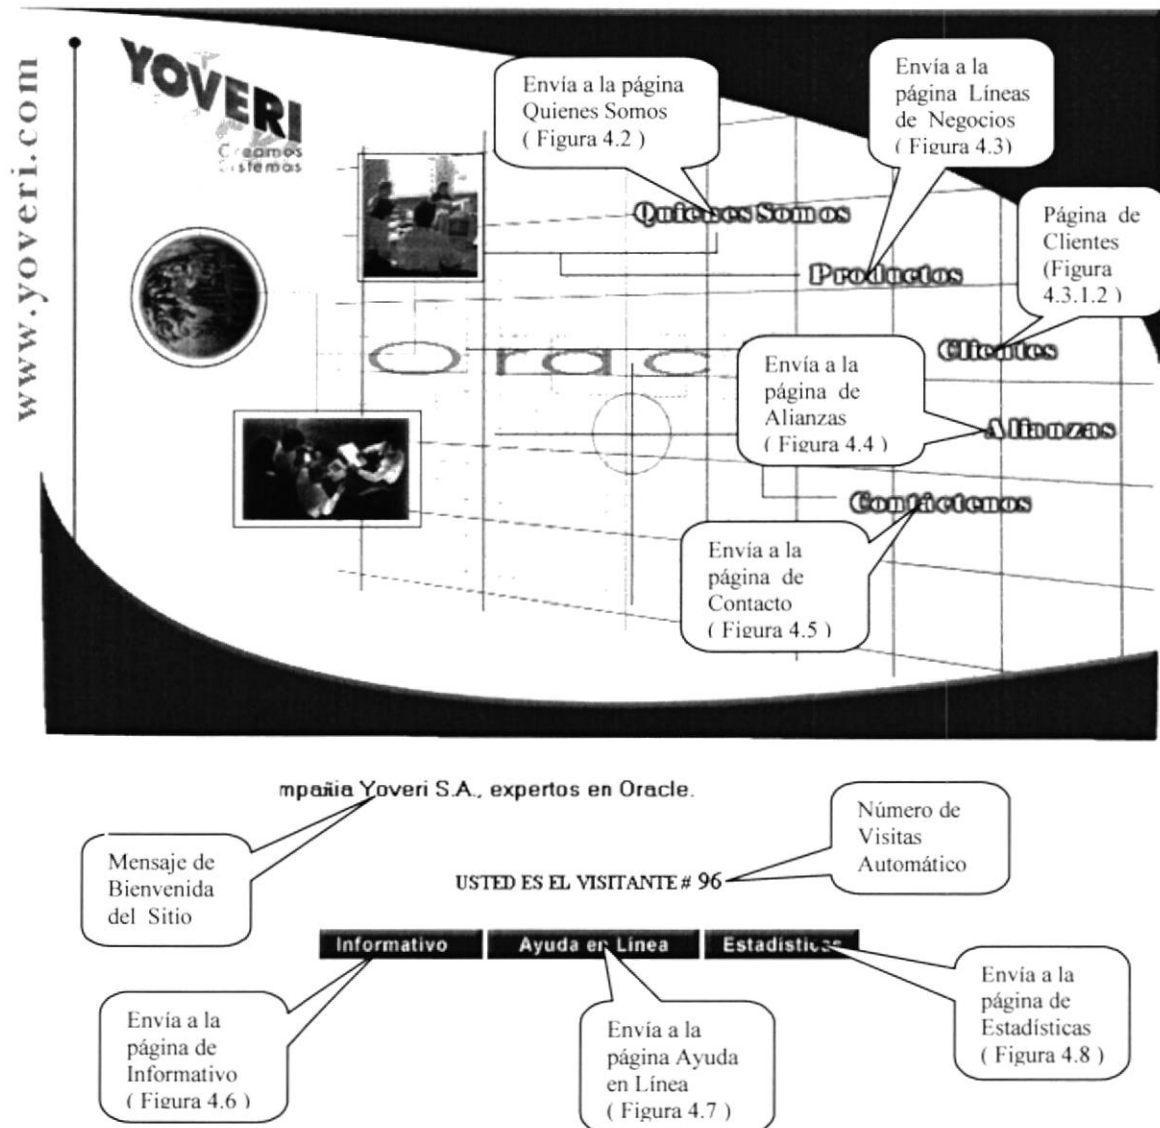 www.yoveri.com
YOVERI
Creamos
Sistemas
Envía a la página
Quienes Somos
( Figura 4.2 )
Envía a la
página Líneas
de Negocios
( Figura 4.3)
Quienes Somos
Página de
Clientes
(Figura
4.3.1.2 )
Productos
Clientes
o r a c
Envía a la
página de
Alianzas
( Figura 4.4 )
Alianzas
Contáctenos
Envía a la
página de
Contacto
( Figura 4.5 )
mpañia Yoveri S.A., expertos en Oracle.
Mensaje de
Bienvenida
del Sitio
Número de
Visitas
Automático
USTED ES EL VISITANTE # 96
Informativo
Ayuda en Línea
Estadísticas
Envía a la
página de
Informativo
( Figura 4.6 )
Envía a la
página Ayuda
en Línea
( Figura 4.7 )
Envía a la
página de
Estadísticas
( Figura 4.8 )